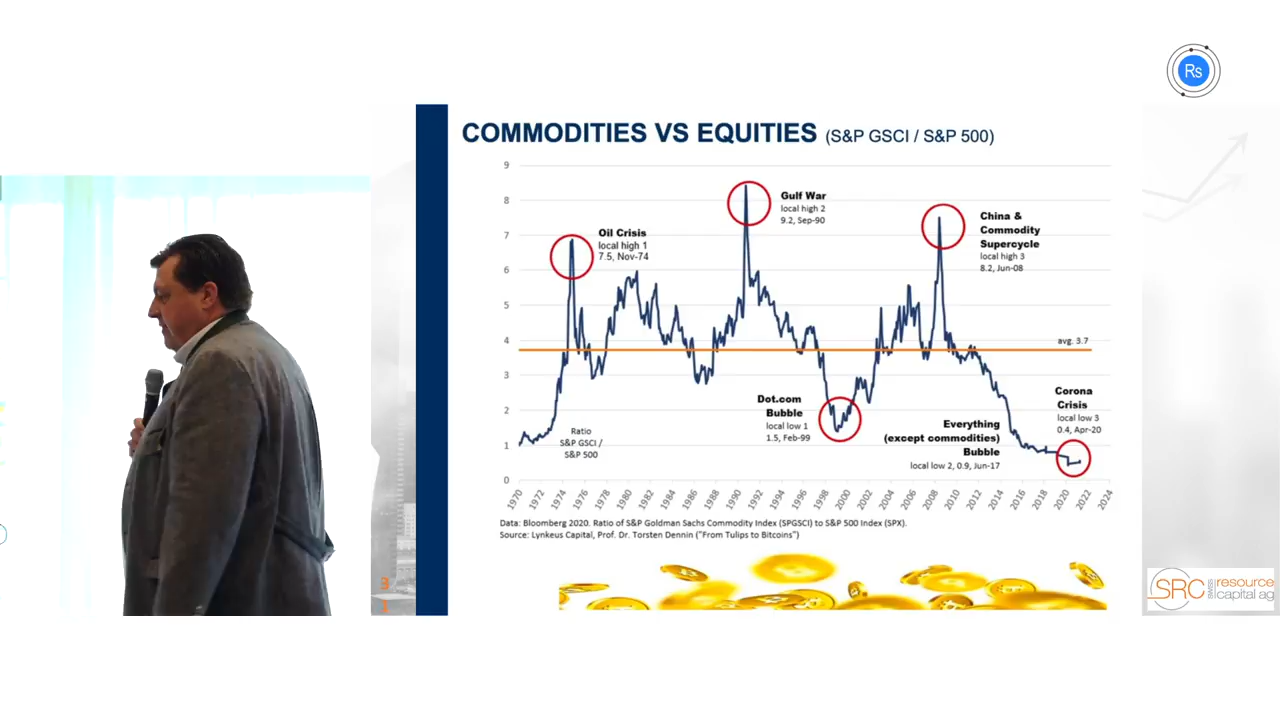 Rs
COMMODITIES VS EQUITIES (S&P GSCI / S&P 500)
9
8
7
6
5
4
3
2
1
0
Oil Crisis
local high 1
7.5, Nov-74
Gulf War
local high 2
9.2, Sep-90
China &
Commodity
Supercycle
local high 3
8.2, Jun-08
avg. 3.7
Dot.com
Bubble
local low 1
1.5, Feb-99
Everything
(except commodities)
Bubble
local low 2, 0.9, Jun-17
Corona
Crisis
local low 3
0.4, Apr-20
Ratio
S&P GSCI /
S&P 500
1970
1972
1974
1976
1978
1980
1982
1984
1986
1988
1990
1992
1994
1996
1998
2000
2002
2004
2006
2008
2010
2012
2014
2016
2018
2020
2022
2024
Data: Bloomberg 2020. Ratio of S&P Goldman Sachs Commodity Index (SPGSCI) to S&P 500 Index (SPX).
Source: Lynkeus Capital, Prof. Dr. Torsten Dennin ("From Tulips to Bitcoins")
SRC swiss resource
capital ag